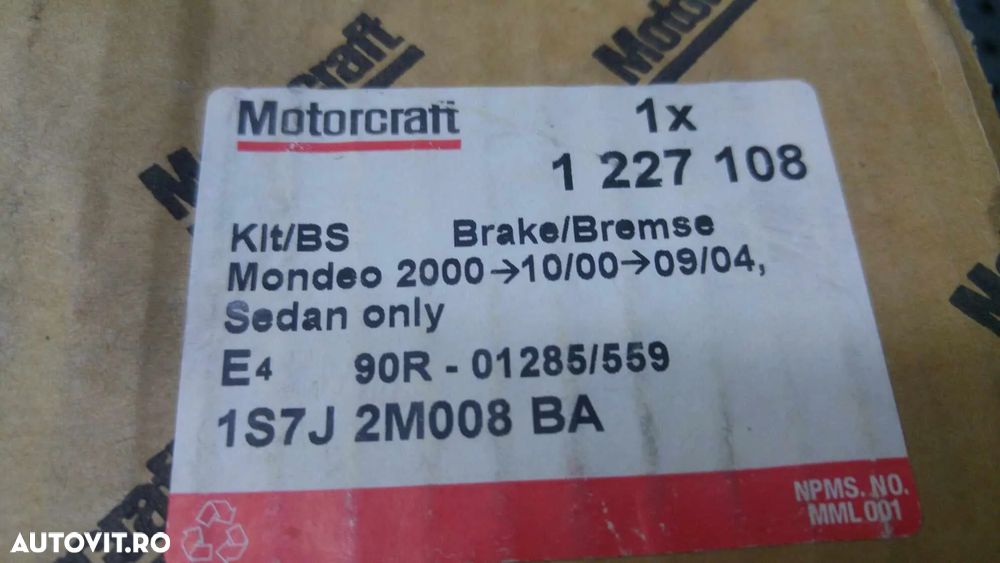 Motorcraft
Motorcraft 1x
1 227 108
Kit/BS Brake/Bremse
Mondeo 2000→10/00→09/04,
Sedan only
E4 90R - 01285/559
1S7J 2M008 BA
NPMS. NO.
MML 001
AUTOVIT.RO